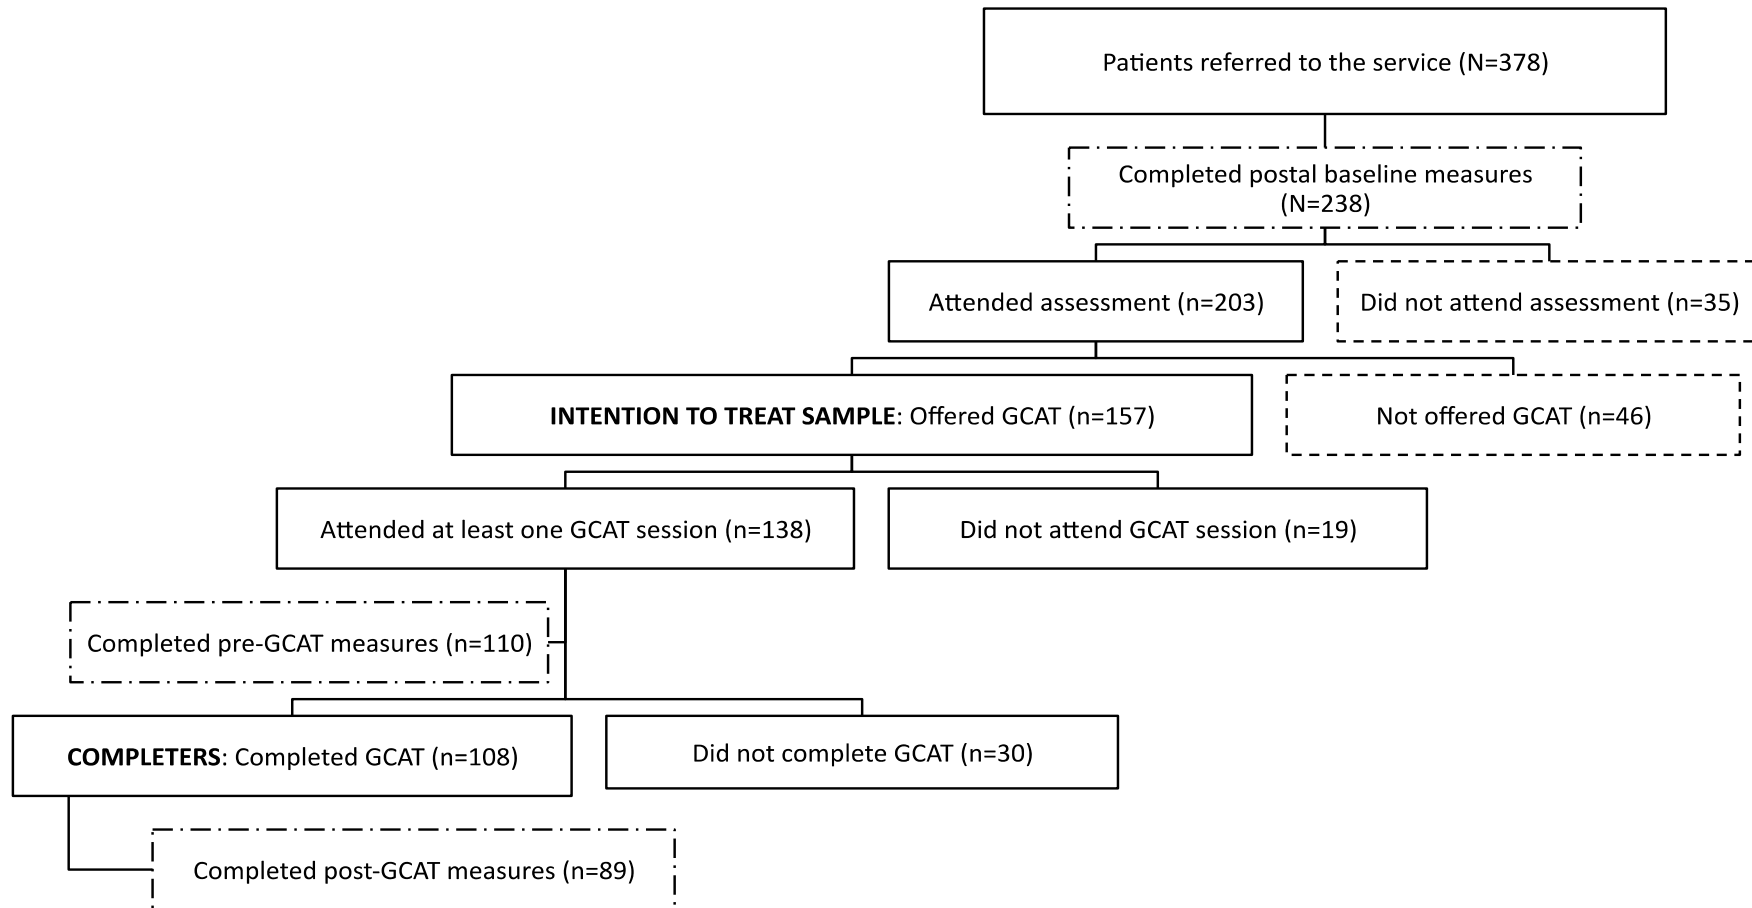 Patients referred to the service (N=378)
Completed postal baseline measures
(N=238)
Attended assessment (n=203)
Did not attend assessment (n=35)
INTENTION TO TREAT SAMPLE: Offered GCAT (n=157)
Not offered GCAT (n=46)
Attended at least one GCAT session (n=138)
Did not attend GCAT session (n=19)
Completed pre-GCAT measures (n=110)
COMPLETERS: Completed GCAT (n=108)
Did not complete GCAT (n=30)
Completed post-GCAT measures (n=89)